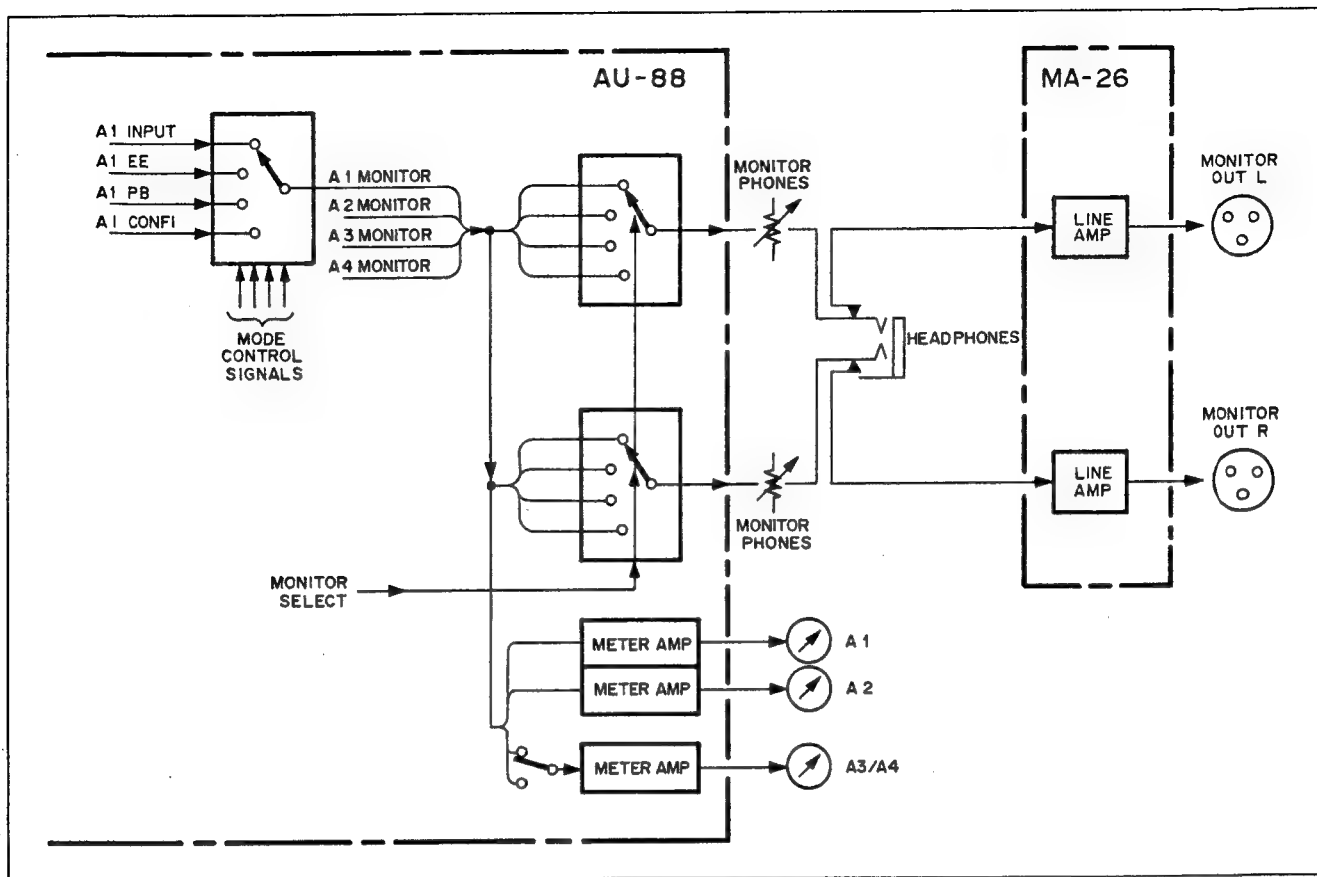 AU-88
MA-26
A1 INPUT
A1 EE
A1 PB
A1 CONFI
A1 MONITOR
A2 MONITOR
A3 MONITOR
A4 MONITOR
MODE
CONTROL
SIGNALS
MONITOR
PHONES
LINE
AMP
MONITOR
OUT L
HEADPHONES
MONITOR
PHONES
LINE
AMP
MONITOR
OUT R
MONITOR
SELECT
METER AMP
A1
METER AMP
A2
METER AMP
A3/A4